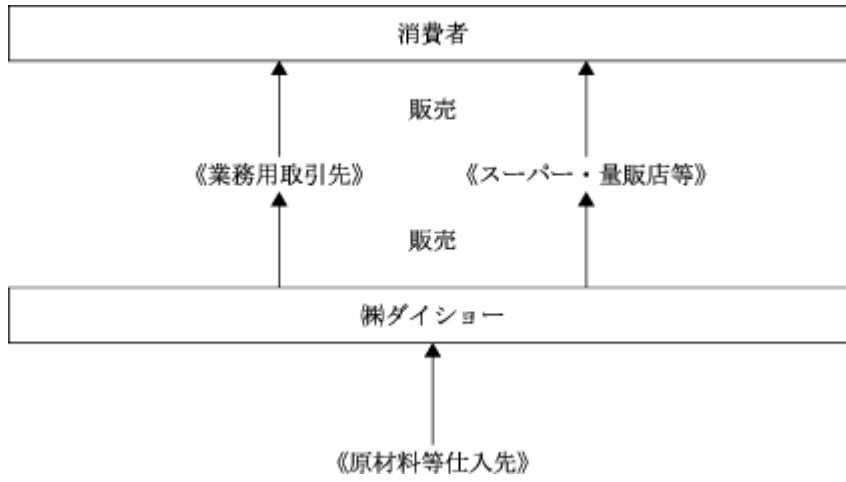 消費者
販売
《業務用取引先》 《スーパー・量販店等》
販売
㈱ダイショー
《原材料等仕入先》